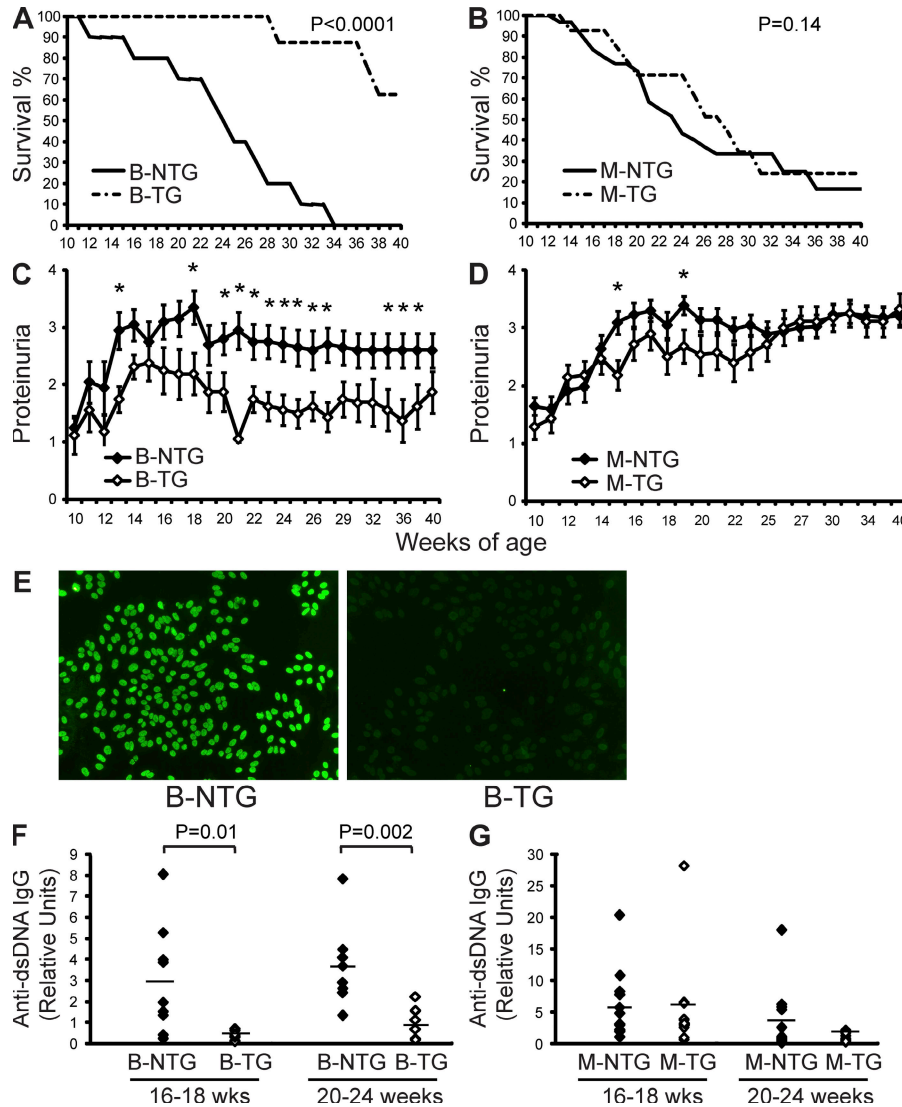 A
P<0.0001
Survival %
100
90
80
70
60
50
40
30
20
10
0
B-NTG
B-TG
10 12 14 16 18 20 22 24 26 28 30 32 34 36 38 40
B
P=0.14
Survival %
100
90
80
70
60
50
40
30
20
10
0
M-NTG
M-TG
10 12 14 16 18 20 22 24 26 28 30 32 34 36 40
C
Proteinuria
4
3
2
1
0
* * * * * * * * * * * * *
B-NTG
B-TG
10 12 14 16 18 20 22 24 26 29 32 36 40
D
Proteinuria
4
3
2
1
0
* *
M-NTG
M-TG
10 12 14 16 18 20 22 25 27 30 34 40
Weeks of age
E
B-NTG
B-TG
F
P=0.01
P=0.002
Anti-dsDNA IgG
(Relative Units)
9
8
7
6
5
4
3
2
1
0
B-NTG B-TG B-NTG B-TG
16-18 wks 20-24 weeks
G
Anti-dsDNA IgG
(Relative Units)
30
25
20
15
10
5
0
M-NTG M-TG M-NTG M-TG
16-18 wks 20-24 weeks